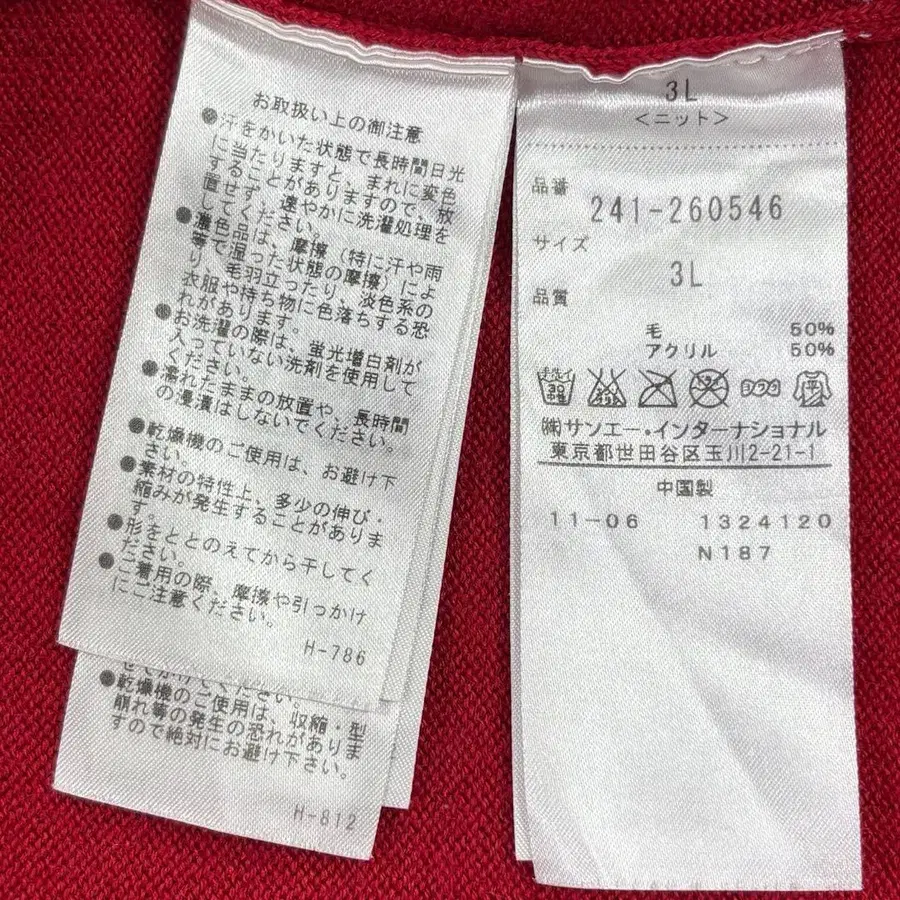 お取扱い上の御注意
●汗をかいた状態で長時間日光
に当たりますと、まれに変色
することがありますので、放
置せず、速やかに洗濯処理を
してください。
●濃色品は、摩擦(特に汗や雨
等で湿った状態の摩擦)によ
り、毛羽立ったり、淡色系の
衣服や持ち物に色落ちする恐
れがあります。
●お洗濯の際は、蛍光増白剤が
入っていない洗剤を使用して
ください。
●濡れたままの放置や、長時間
の浸漬はしないでください。
●乾燥機のご使用は、お避け下
さい。
●素材の特性上、多少の伸び・
縮みが発生することがありま
す。
●形をととのえてから干してく
ださい。
●ご着用の際、摩擦や引っかけ
にご注意ください。
H-786
●乾燥機のご使用は、収縮・型
崩れ等の発生の恐れがありま
すので絶対にお避け下さい。
H-812
3L
<ニット>
品番
241-260546
サイズ
3L
品質
毛 50%
アクリル 50%
手洗イ 30 中 平
㈱サンエー・インターナショナル
東京都世田谷区玉川2-21-1
中国製
11-06 1324120
N187